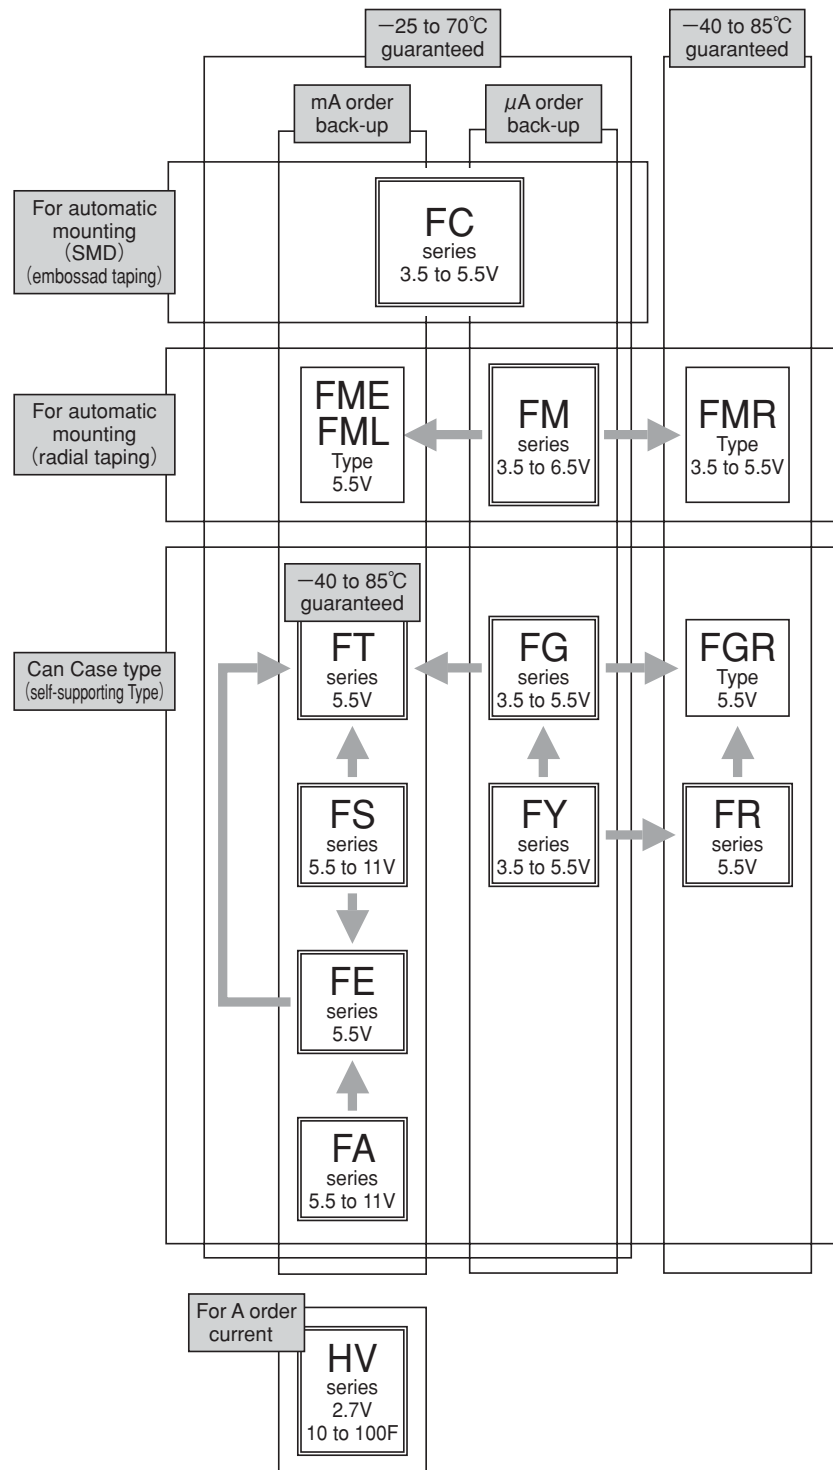 −25 to 70℃
guaranteed
−40 to 85℃
guaranteed
mA order
back-up
μA order
back-up
For automatic
mounting
（SMD）
（embossad taping）
FC
series
3.5 to 5.5V
For automatic
mounting
（radial taping）
FME
FML
Type
5.5V
FM
series
3.5 to 6.5V
FMR
Type
3.5 to 5.5V
−40 to 85℃
guaranteed
Can Case type
（self-supporting Type）
FT
series
5.5V
FG
series
3.5 to 5.5V
FGR
Type
5.5V
FS
series
5.5 to 11V
FY
series
3.5 to 5.5V
FR
series
5.5V
FE
series
5.5V
FA
series
5.5 to 11V
For A order
current
HV
series
2.7V
10 to 100F